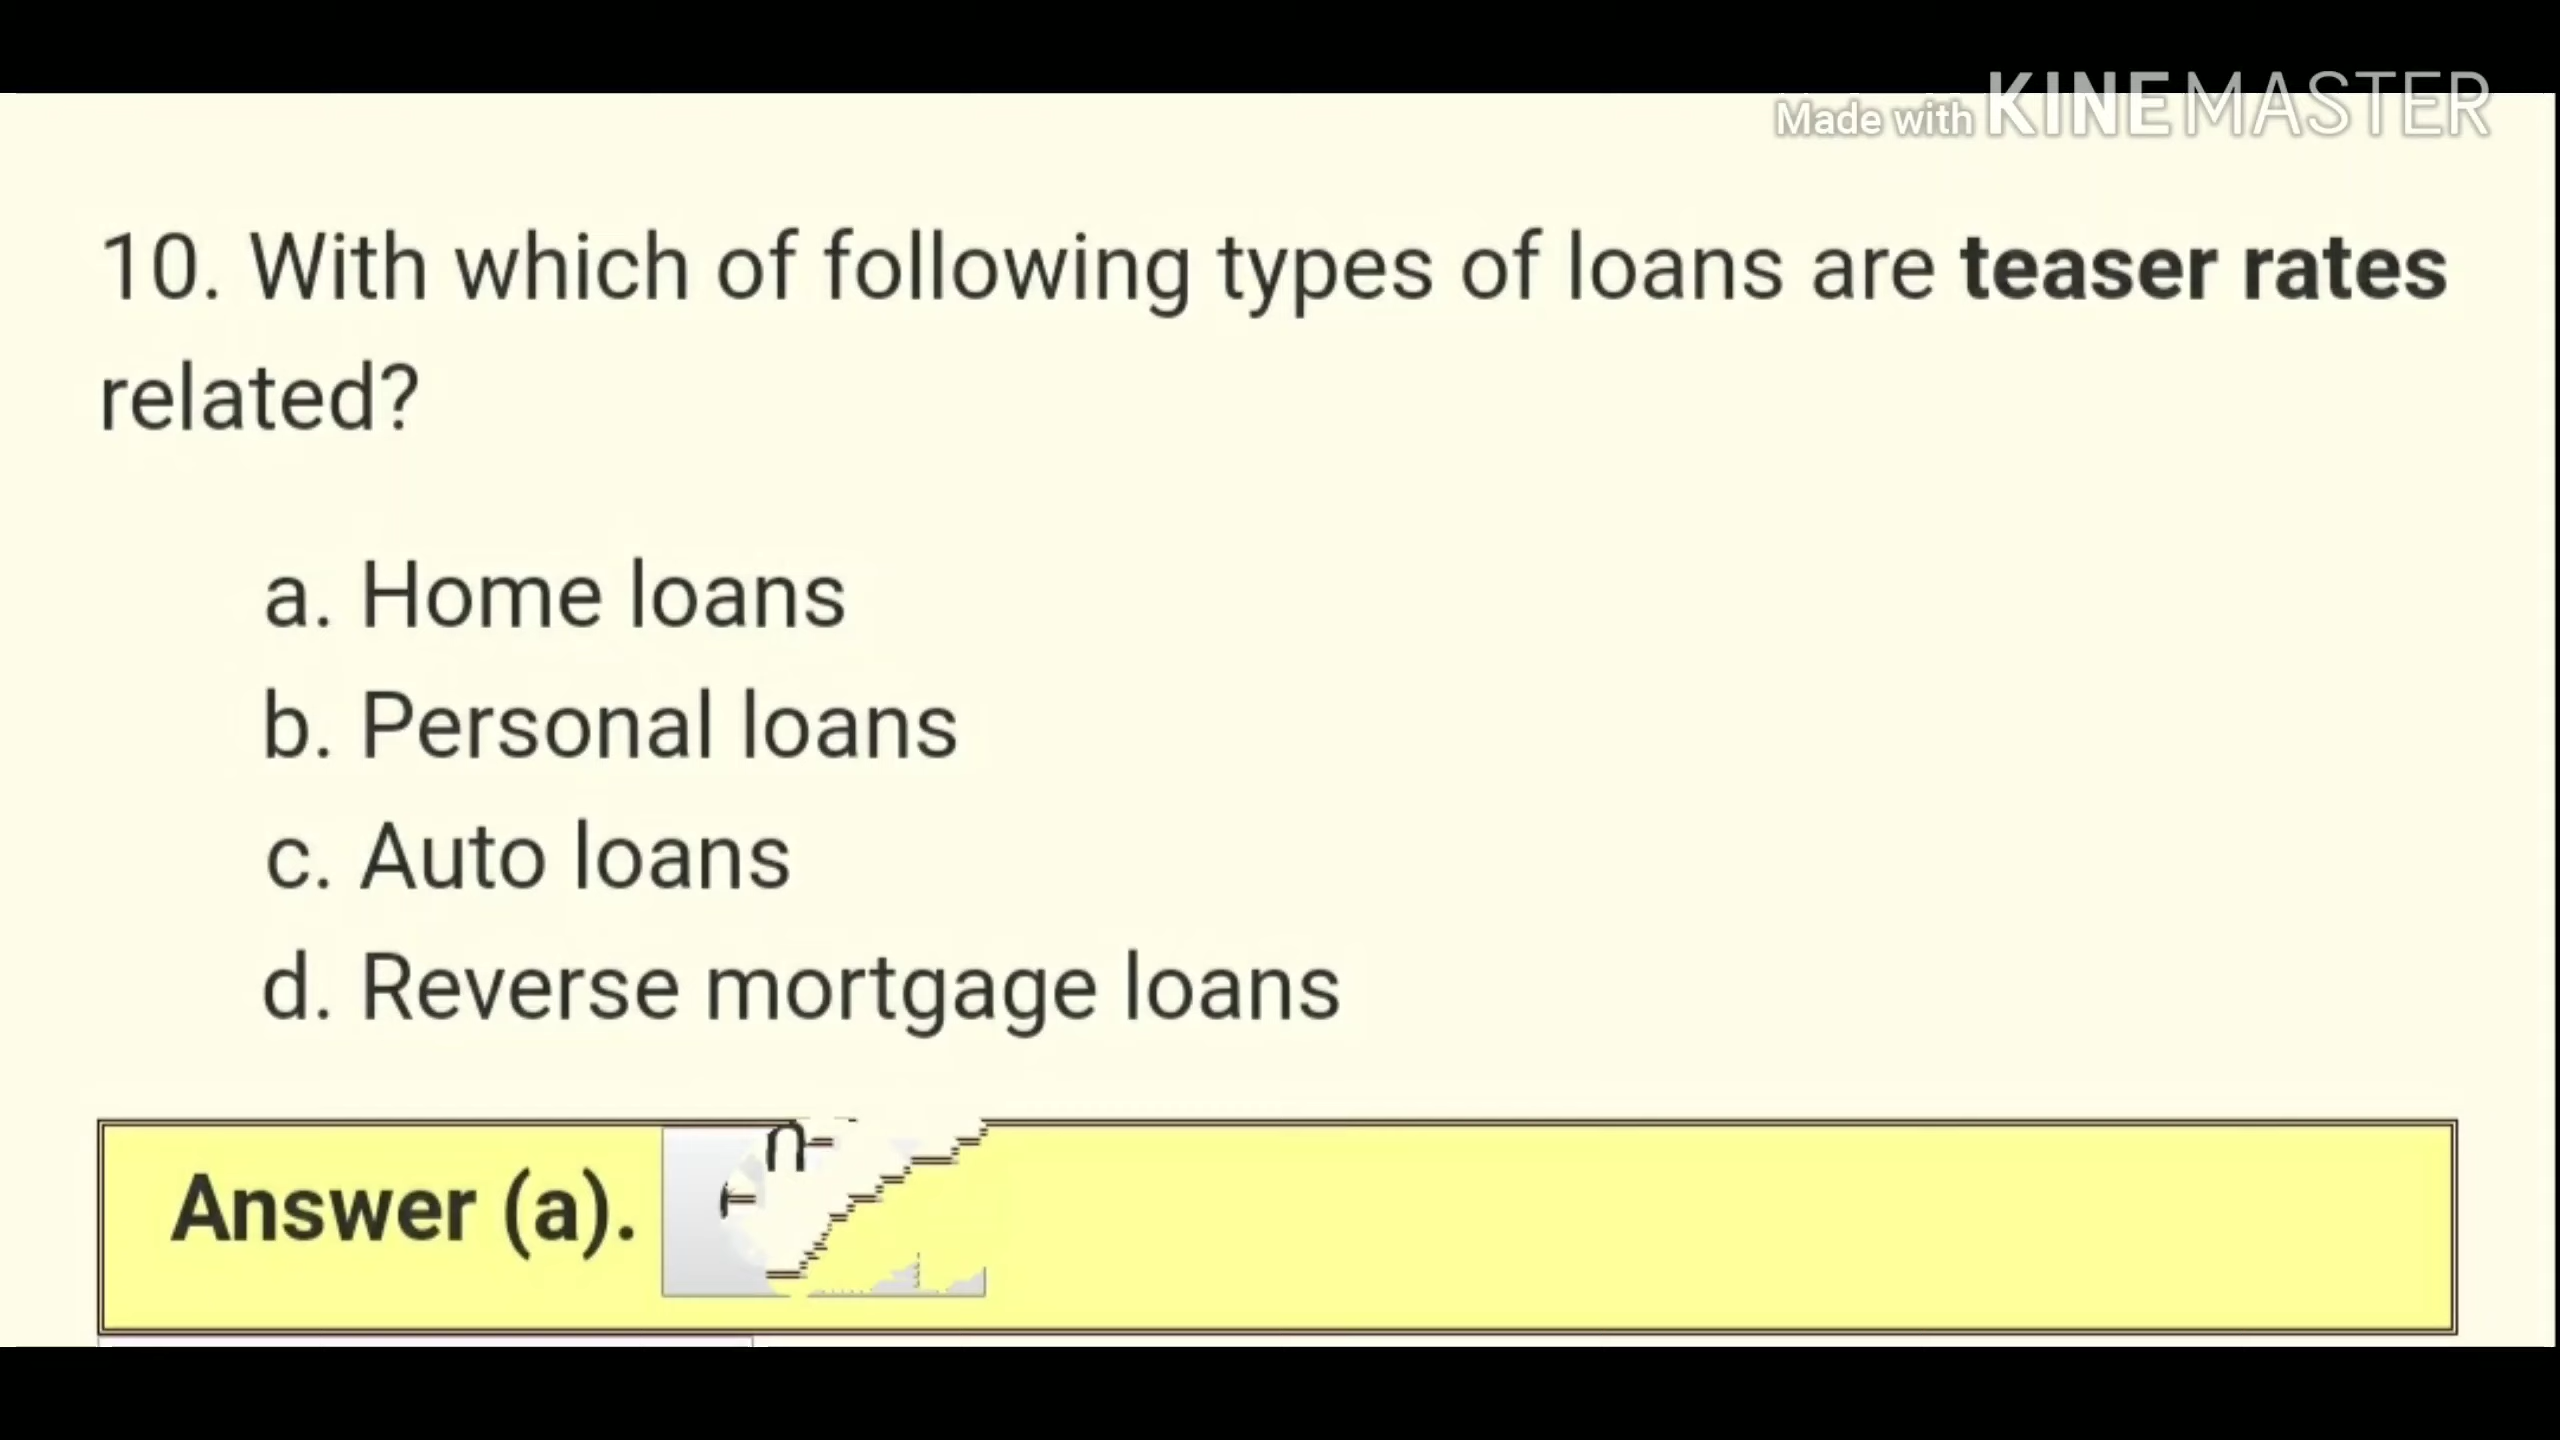 Made with KINEMASTER
10. With which of following types of loans are teaser rates
related?
a. Home loans
b. Personal loans
c. Auto loans
d. Reverse mortgage loans
Answer (a).